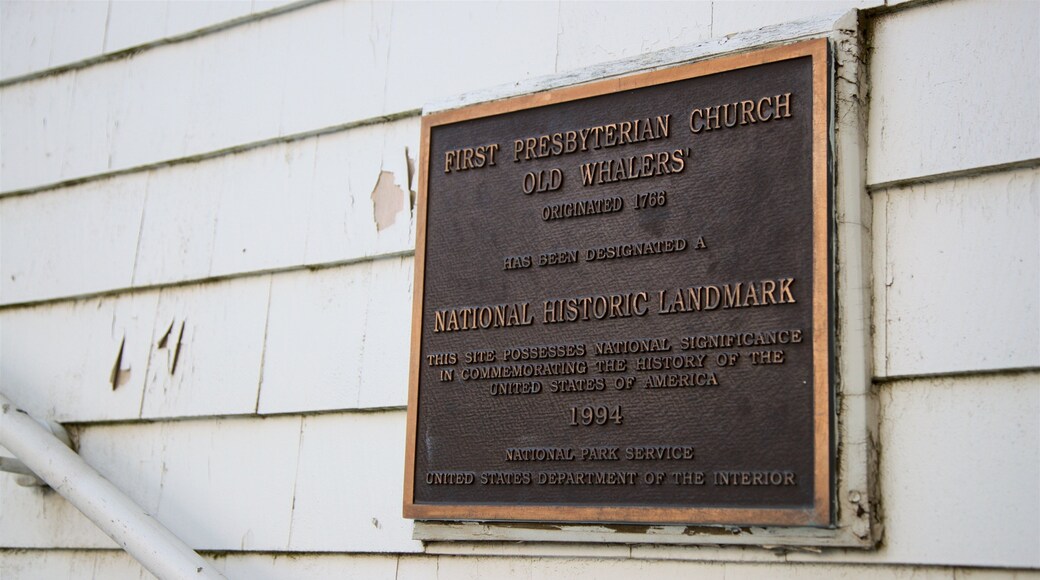 FIRST PRESBYTERIAN CHURCH
OLD WHALERS'
ORIGINATED 1766
HAS BEEN DESIGNATED A
NATIONAL HISTORIC LANDMARK
THIS SITE POSSESSES NATIONAL SIGNIFICANCE
IN COMMEMORATING THE HISTORY OF THE
UNITED STATES OF AMERICA
1994
NATIONAL PARK SERVICE
UNITED STATES DEPARTMENT OF THE INTERIOR